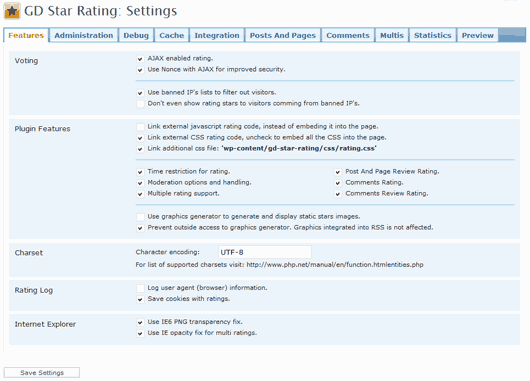 GD Star Rating: Settings
Features Administration Debug Cache Integration Posts And Pages Comments Multis Statistics Preview
Voting
AJAX enabled rating.
Use Nonce with AJAX for improved security.
Use banned IP's lists to filter out visitors.
Don't even show rating stars to visitors comming from banned IP's.
Plugin Features
Link external javascript rating code, instead of embeding it into the page.
Link external CSS rating code, uncheck to embed all the CSS into the page.
Link additional css file: 'wp-content/gd-star-rating/css/rating.css'
Time restriction for rating.
Post And Page Review Rating.
Moderation options and handling.
Comments Rating.
Multiple rating support.
Comments Review Rating.
Use graphics generator to generate and display static stars images.
Prevent outside access to graphics generator. Graphics integrated into RSS is not affected.
Charset
Character encoding: UTF-8
For list of supported charsets visit: http://www.php.net/manual/en/function.htmlentities.php
Rating Log
Log user agent (browser) information.
Save cookies with ratings.
Internet Explorer
Use IE6 PNG transparency fix.
Use IE opacity fix for multi ratings.
Save Settings